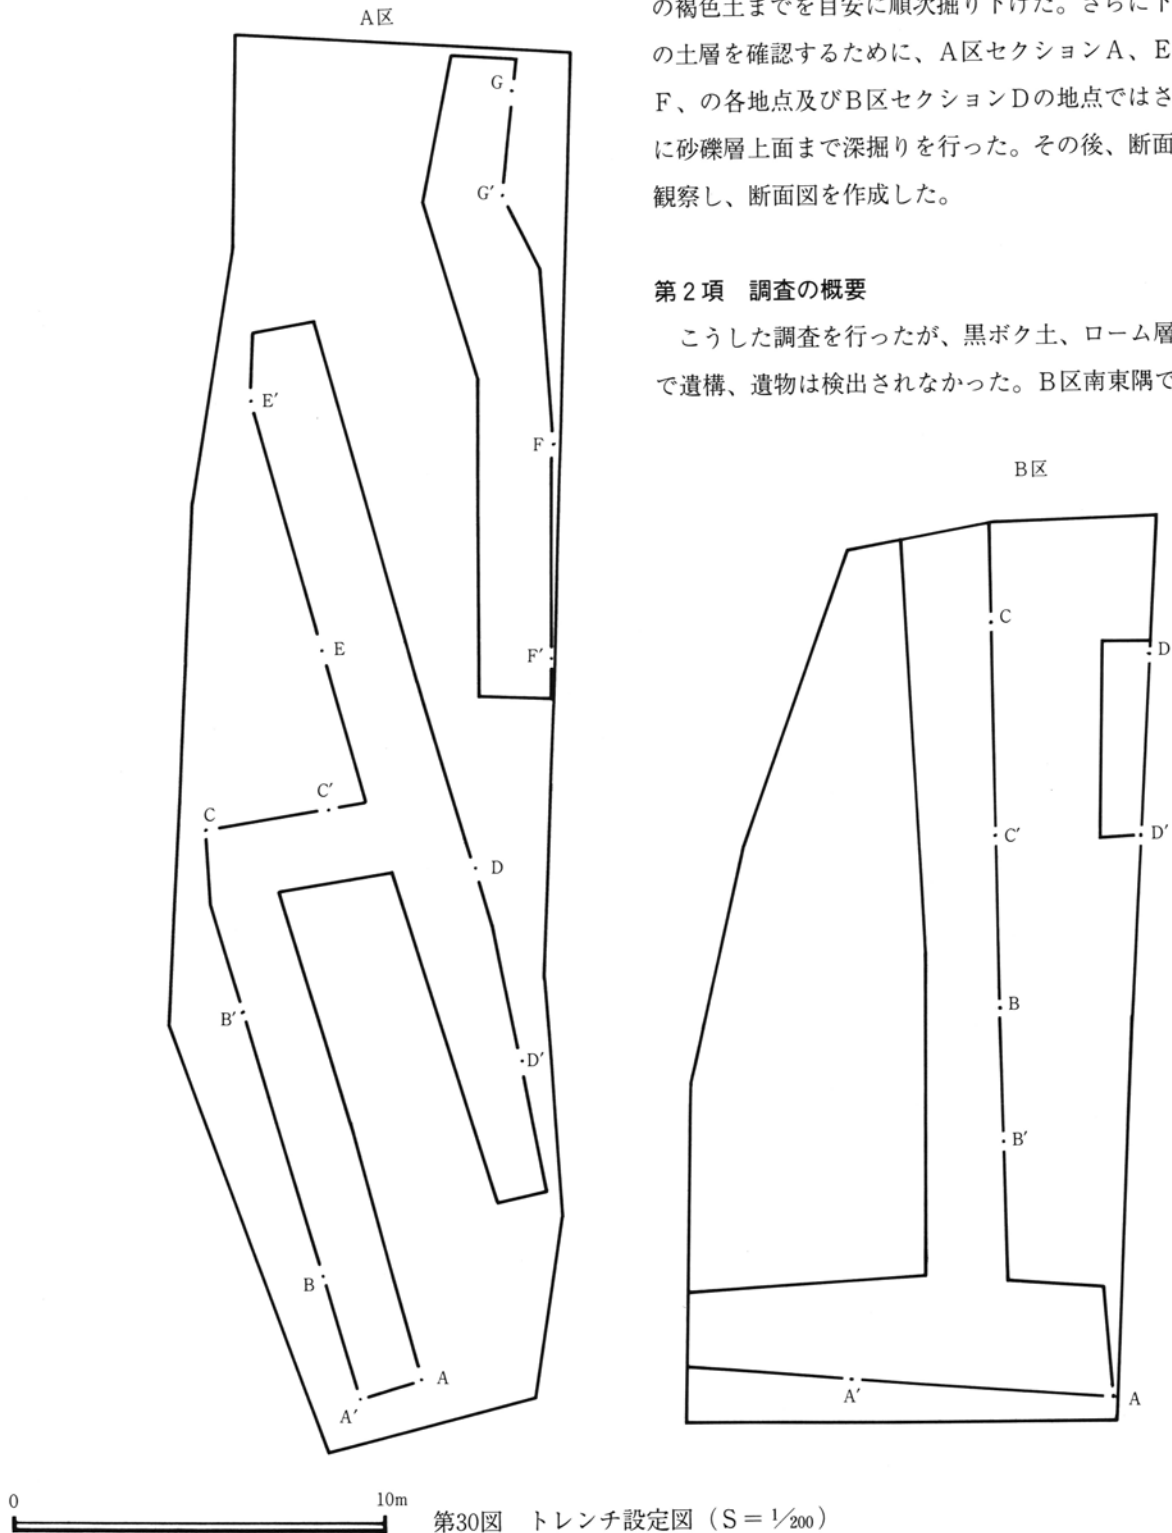 の褐色土までを目安に順次掘り下げた。さらに下
の土層を確認するために、A区セクションA、E
F、の各地点及びB区セクションDの地点ではさ
に砂礫層上面まで深掘りを行った。その後、断面
観察し、断面図を作成した。
第2項　調査の概要
こうした調査を行ったが、黒ボク土、ローム層
で遺構、遺物は検出されなかった。B区南東隅で
A区
G
G′
E′
F
E
F′
C′
C
D
B′
D′
B
A
A′
B区
C
D
C′
D′
B
B′
A′
A
0
10m
第30図　トレンチ設定図（S＝1/200）